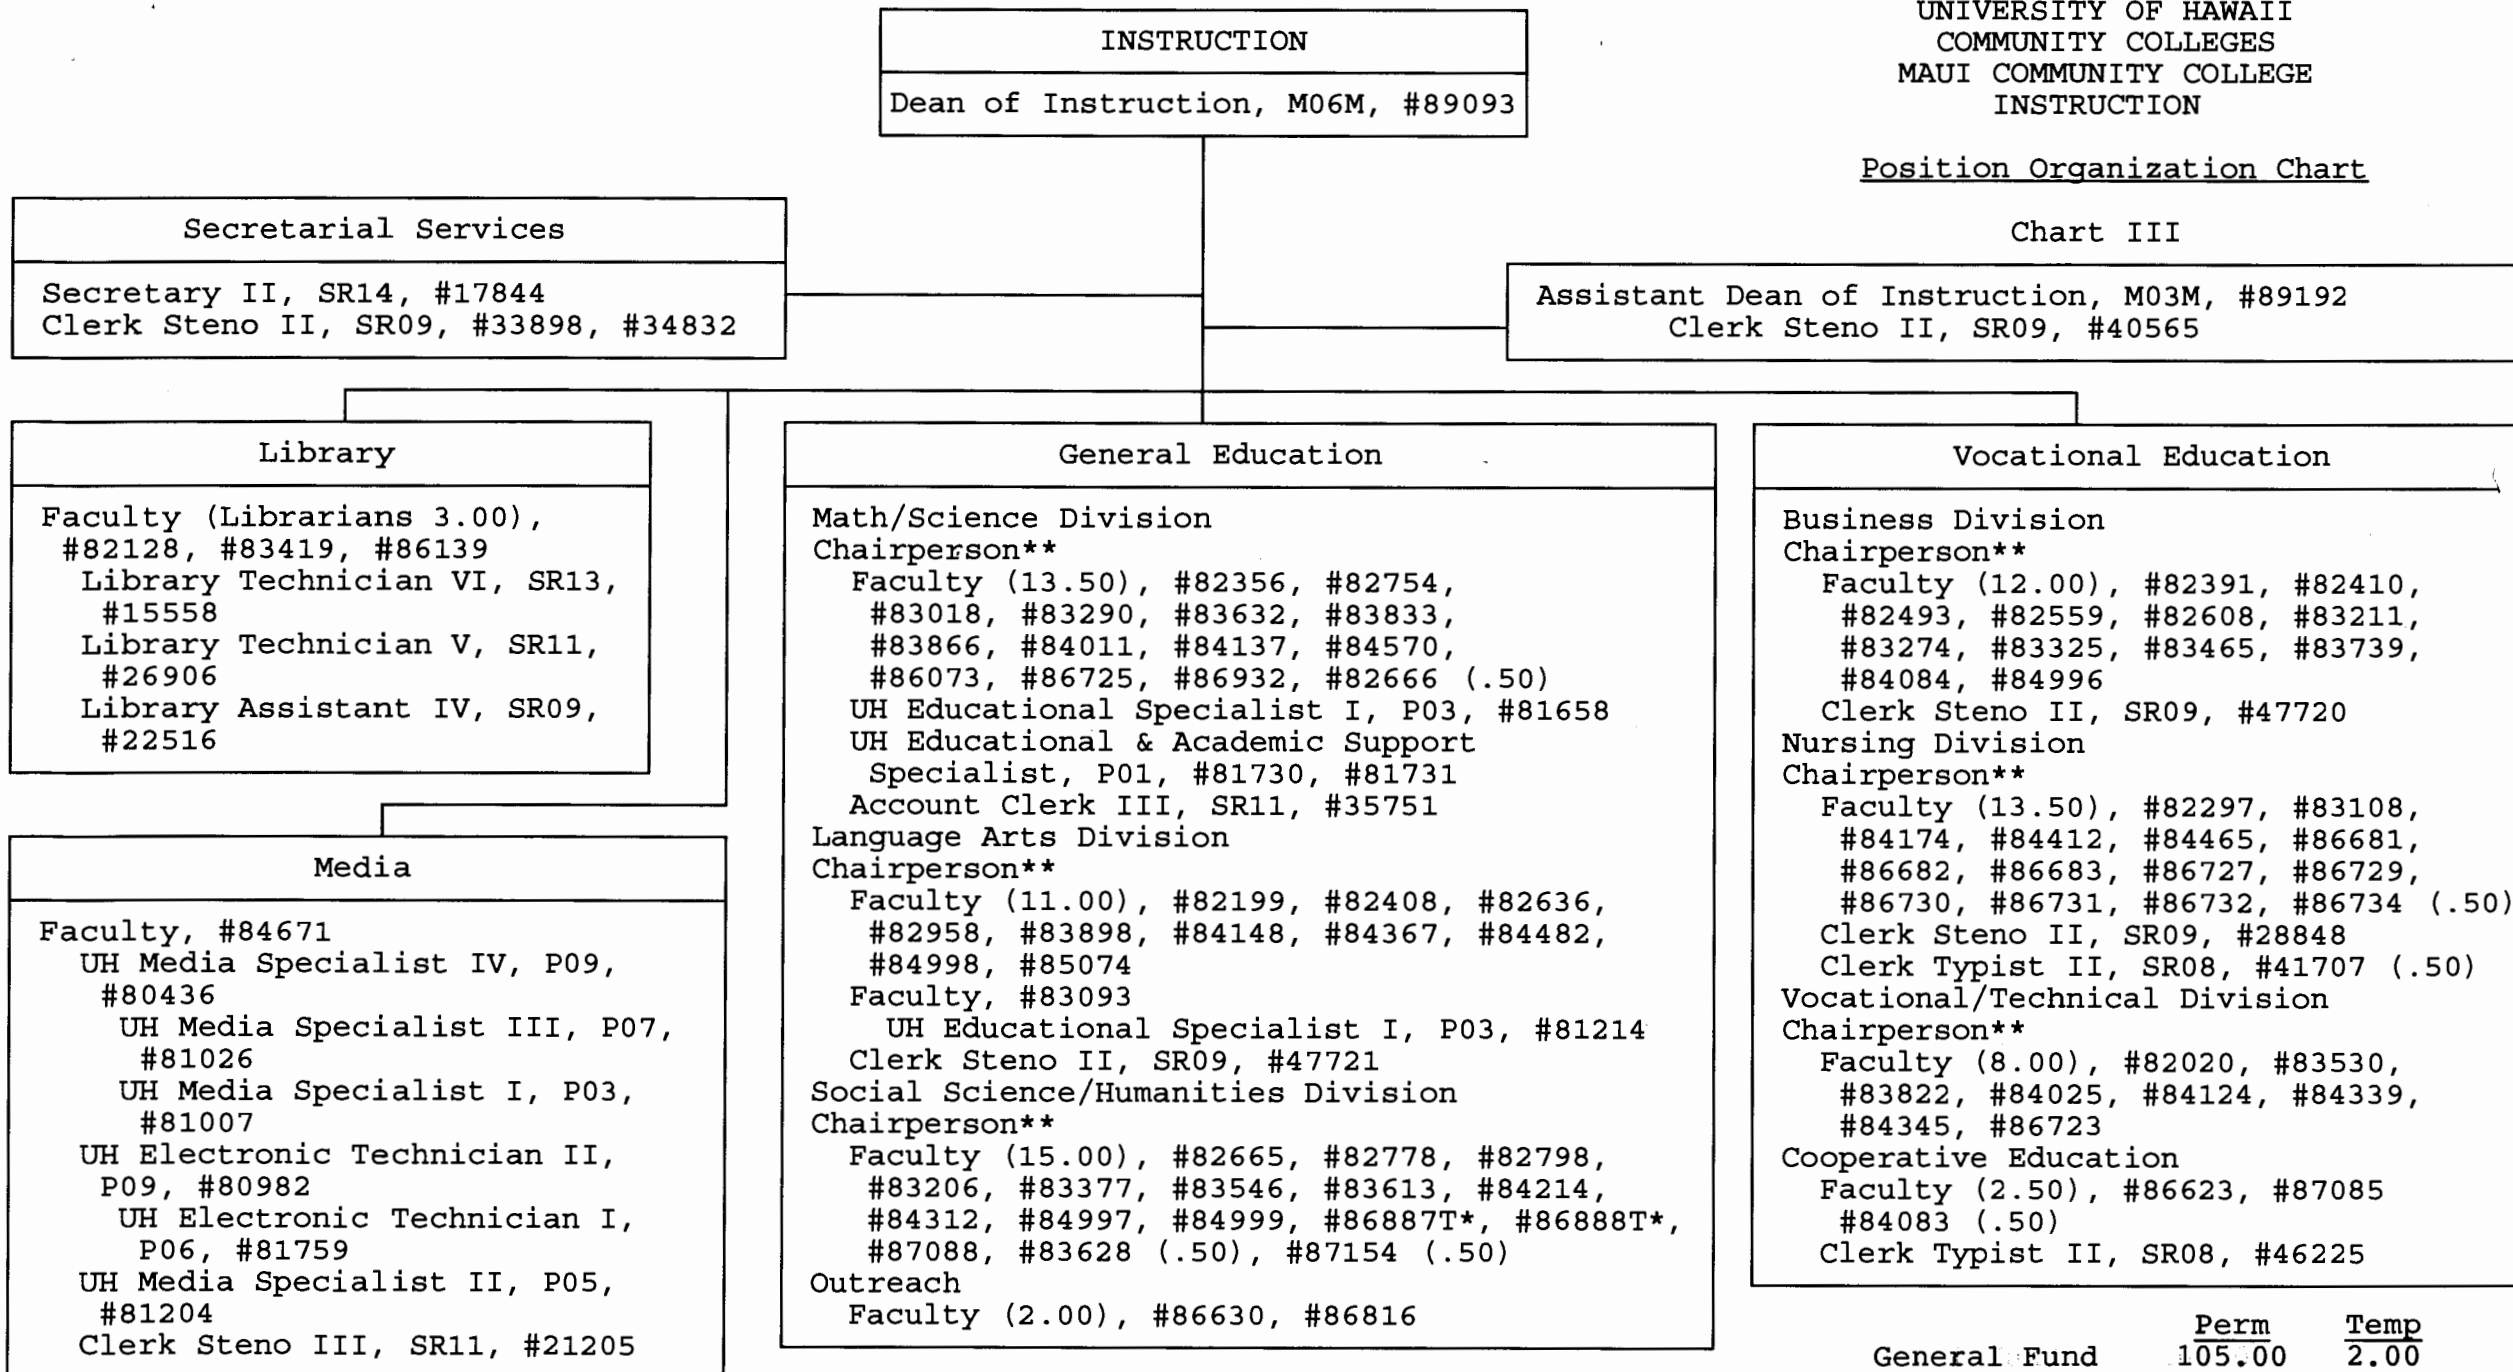 INSTRUCTION
Dean of Instruction, M06M, #89093
UNIVERSITY OF HAWAII
COMMUNITY COLLEGES
MAUI COMMUNITY COLLEGE
INSTRUCTION
Position Organization Chart
Chart III
Secretarial Services
Secretary II, SR14, #17844
Clerk Steno II, SR09, #33898, #34832
Assistant Dean of Instruction, M03M, #89192
Clerk Steno II, SR09, #40565
Library
Faculty (Librarians 3.00),
#82128, #83419, #86139
Library Technician VI, SR13,
#15558
Library Technician V, SR11,
#26906
Library Assistant IV, SR09,
#22516
Media
Faculty, #84671
UH Media Specialist IV, P09,
#80436
UH Media Specialist III, P07,
#81026
UH Media Specialist I, P03,
#81007
UH Electronic Technician II,
P09, #80982
UH Electronic Technician I,
P06, #81759
UH Media Specialist II, P05,
#81204
Clerk Steno III, SR11, #21205
General Education
Math/Science Division
Chairperson**
Faculty (13.50), #82356, #82754,
#83018, #83290, #83632, #83833,
#83866, #84011, #84137, #84570,
#86073, #86725, #86932, #82666 (.50)
UH Educational Specialist I, P03, #81658
UH Educational & Academic Support
Specialist, P01, #81730, #81731
Account Clerk III, SR11, #35751
Language Arts Division
Chairperson**
Faculty (11.00), #82199, #82408, #82636,
#82958, #83898, #84148, #84367, #84482,
#84998, #85074
Faculty, #83093
UH Educational Specialist I, P03, #81214
Clerk Steno II, SR09, #47721
Social Science/Humanities Division
Chairperson**
Faculty (15.00), #82665, #82778, #82798,
#83206, #83377, #83546, #83613, #84214,
#84312, #84997, #84999, #86887T*, #86888T*,
#87088, #83628 (.50), #87154 (.50)
Outreach
Faculty (2.00), #86630, #86816
Vocational Education
Business Division
Chairperson**
Faculty (12.00), #82391, #82410,
#82493, #82559, #82608, #83211,
#83274, #83325, #83465, #83739,
#84084, #84996
Clerk Steno II, SR09, #47720
Nursing Division
Chairperson**
Faculty (13.50), #82297, #83108,
#84174, #84412, #84465, #86681,
#86682, #86683, #86727, #86729,
#86730, #86731, #86732, #86734 (.50)
Clerk Steno II, SR09, #28848
Clerk Typist II, SR08, #41707 (.50)
Vocational/Technical Division
Chairperson**
Faculty (8.00), #82020, #83530,
#83822, #84025, #84124, #84339,
#84345, #86723
Cooperative Education
Faculty (2.50), #86623, #87085
#84083 (.50)
Clerk Typist II, SR08, #46225
Perm Temp
General Fund 105.00 2.00